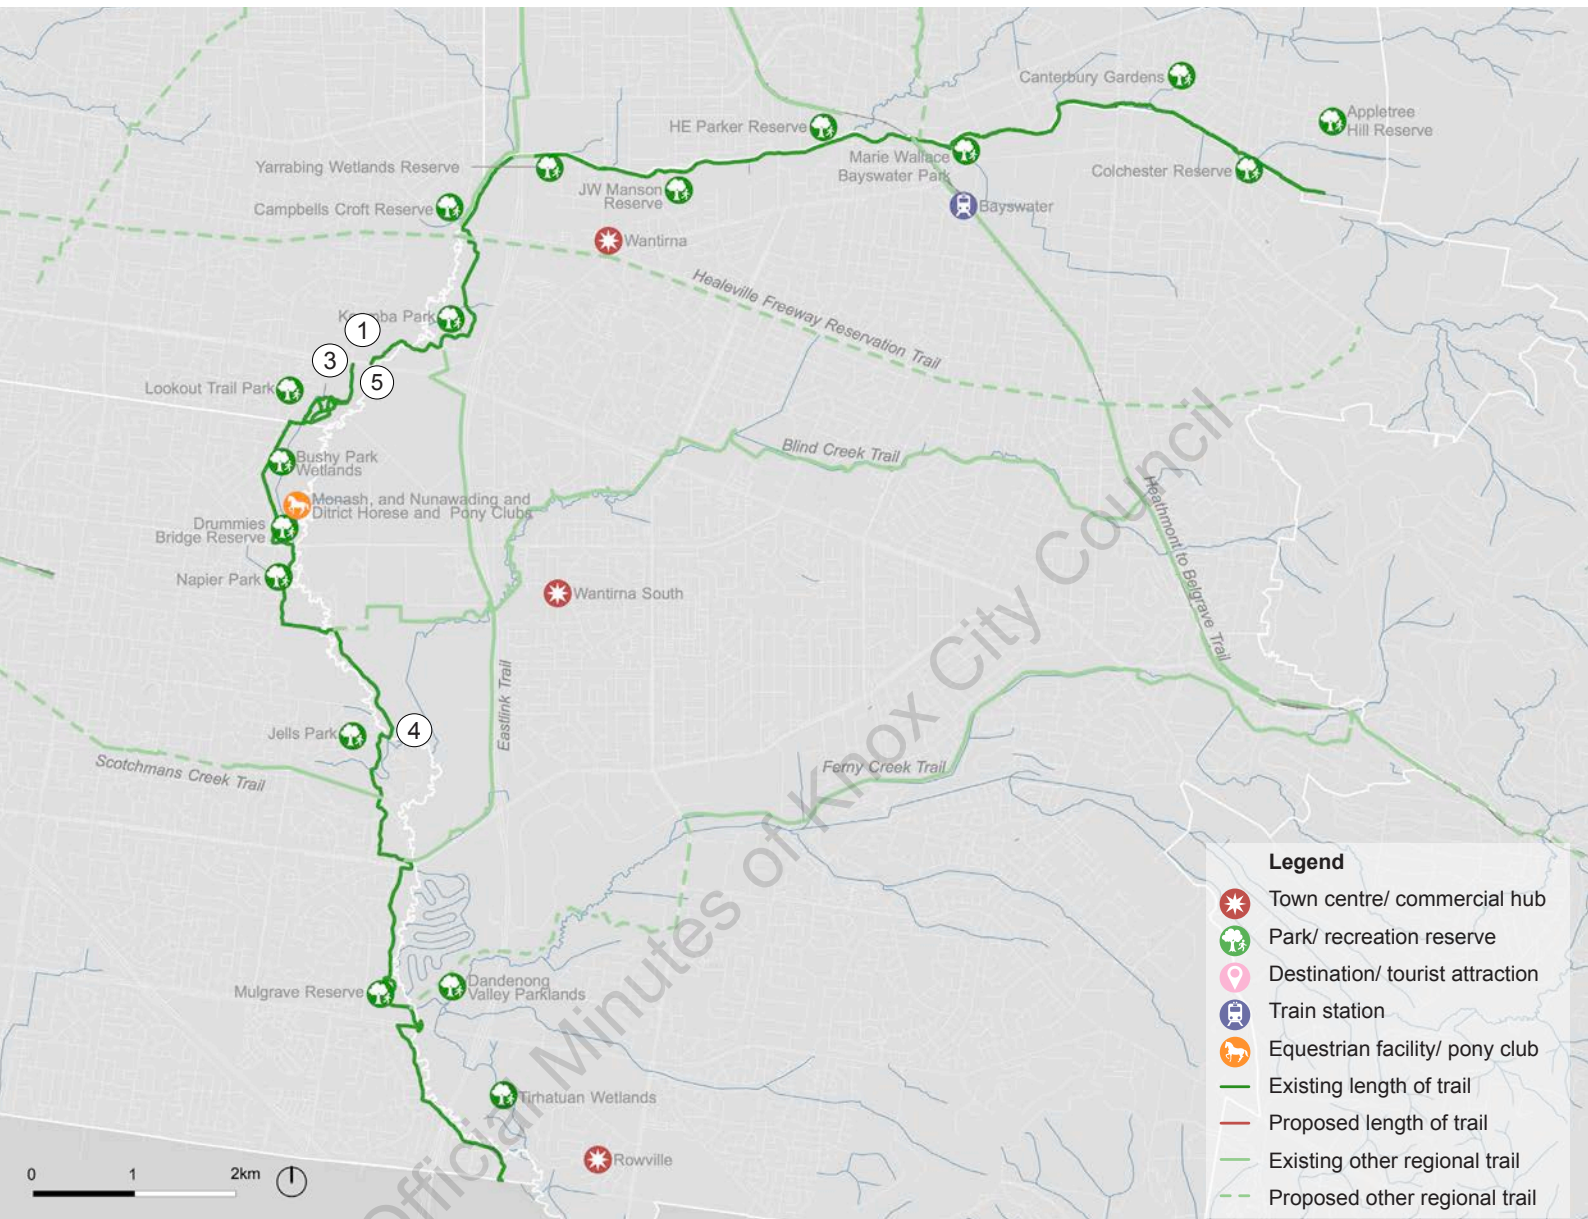 Canterbury Gardens
Appletree
Hill Reserve
HE Parker Reserve
Marie Wallace
Bayswater Park
Colchester Reserve
Yarrabing Wetlands Reserve
JW Manson
Reserve
Bayswater
Campbells Croft Reserve
Wantirna
Healeville Freeway Reservation Trail
1
3
5
Lookout Trail Park
Blind Creek Trail
Bushy Park
Wetlands
Monash, and Nunawading and
Ditrict Horese and Pony Clubs
Drummies
Bridge Reserve
Napier Park
Heathmont to Belgrave Trail
Wantirna South
Eastlink Trail
Jells Park
4
Scotchmans Creek Trail
Ferny Creek Trail
Mulgrave Reserve
Dandenong
Valley Parklands
Tirhatuan Wetlands
Rowville
0 1 2km
Official Minutes of Knox City Council
Legend
Town centre/ commercial hub
Park/ recreation reserve
Destination/ tourist attraction
Train station
Equestrian facility/ pony club
Existing length of trail
Proposed length of trail
Existing other regional trail
Proposed other regional trail